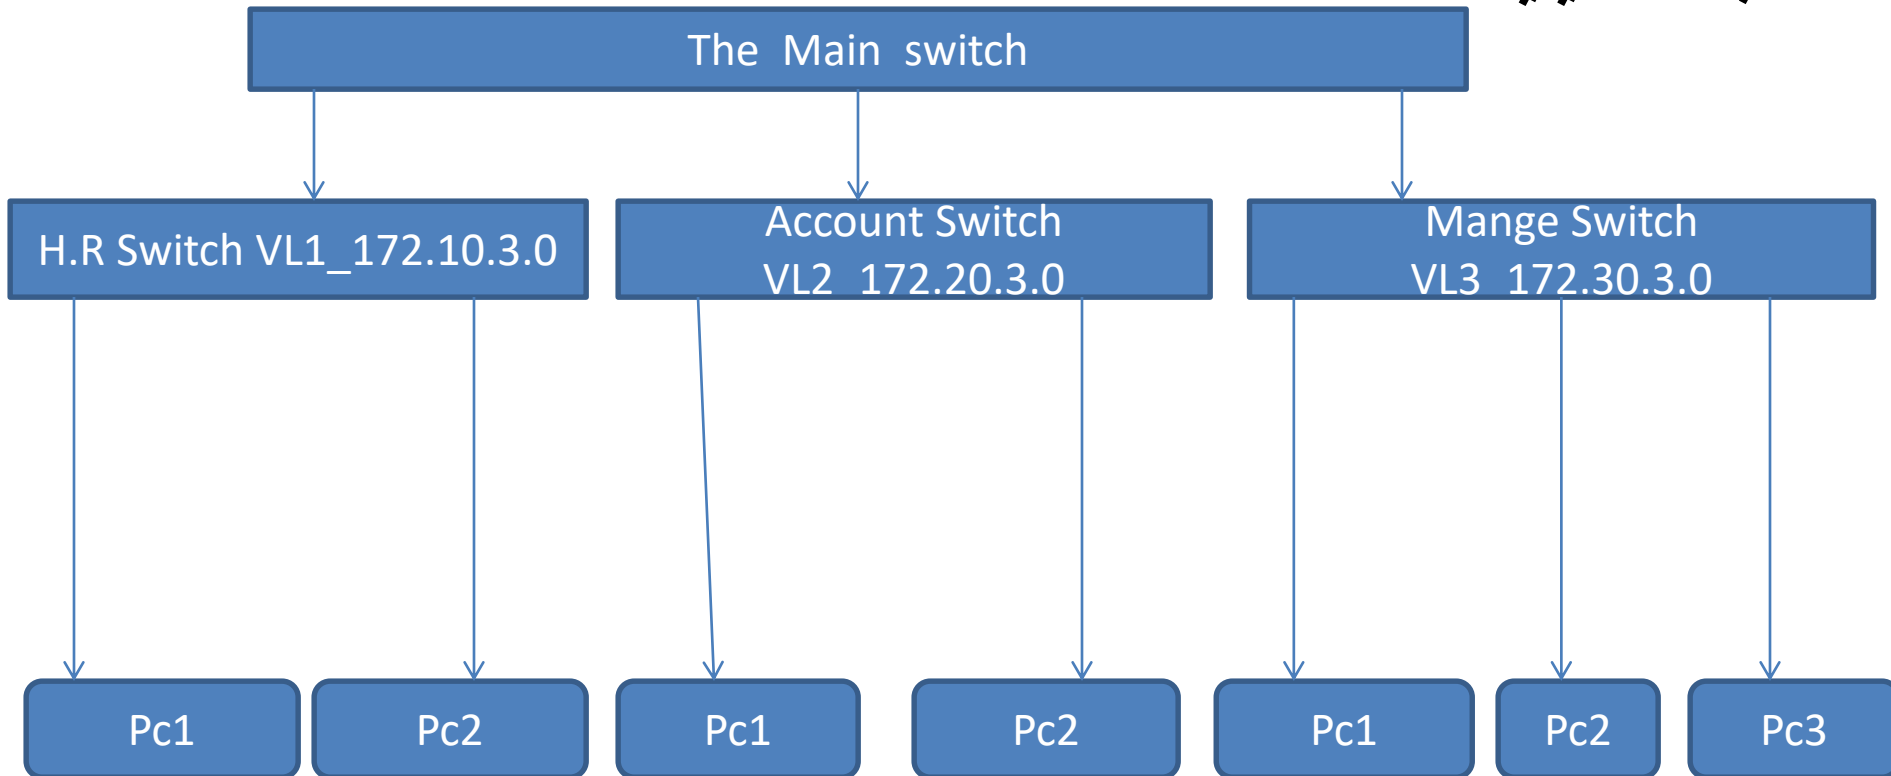 The Main switch
H.R Switch VL1_172.10.3.0
Account Switch
VL2 172.20.3.0
Mange Switch
VL3 172.30.3.0
Pc1
Pc2
Pc1
Pc2
Pc1
Pc2
Pc3